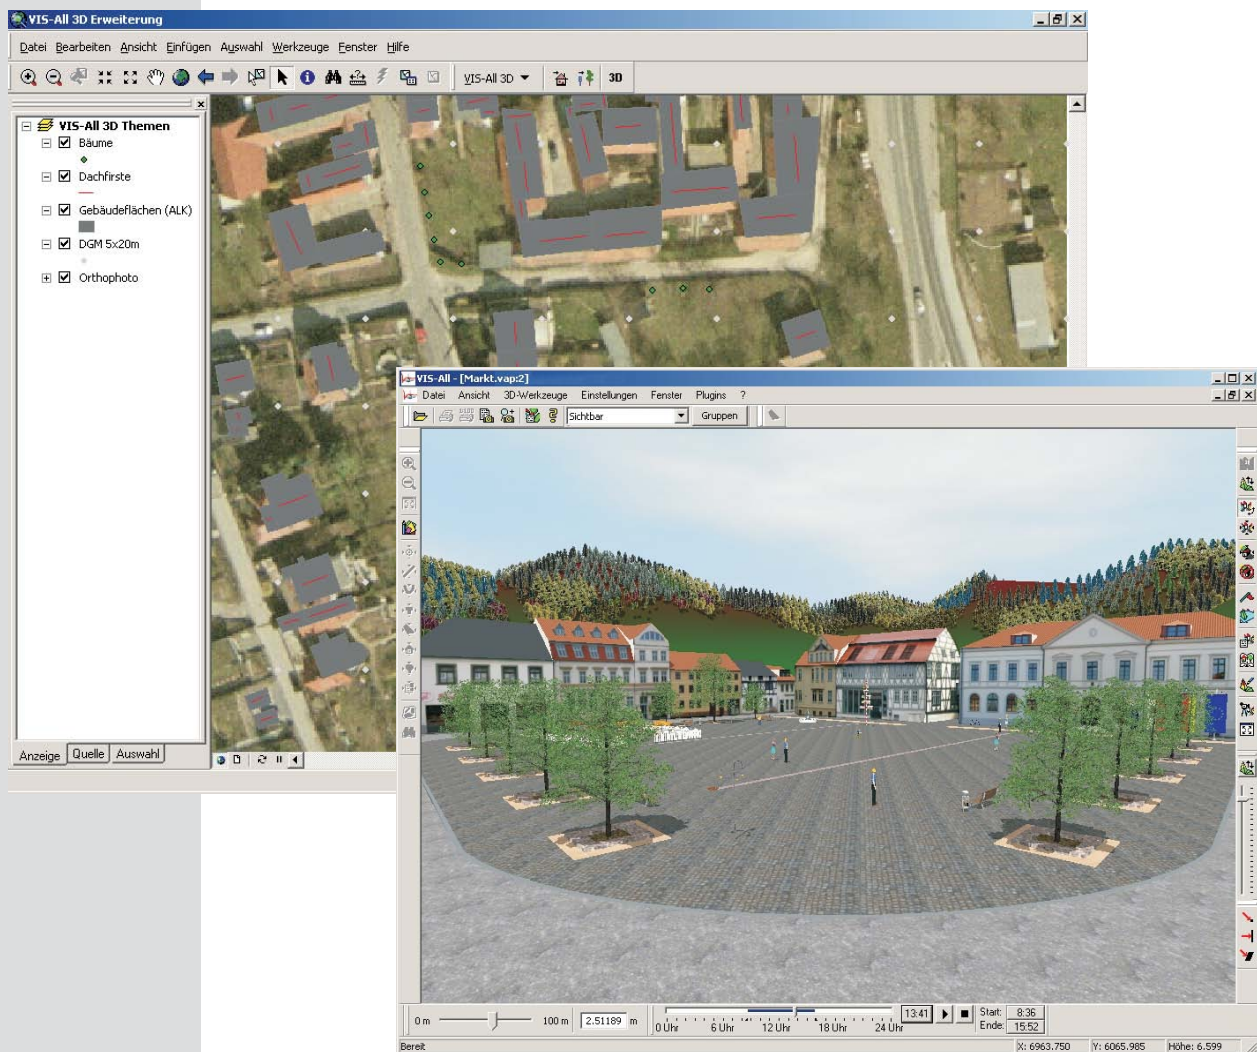 VIS-All 3D Erweiterung
Datei Bearbeiten Ansicht Einfügen Auswahl Werkzeuge Fenster Hilfe
VIS-All 3D 3D
VIS-All 3D Themen
Bäume
Dachfirste
Gebäudeflächen (ALK)
DGM 5x20m
Orthophoto
Anzeige Quelle Auswahl
VIS-All - [Markt.vap:2]
Datei Ansicht 3D-Werkzeuge Einstellungen Fenster Plugins ?
Sichtbar Gruppen
0 m 100 m 2.51189 m 0 Uhr 6 Uhr 12 Uhr 18 Uhr 24 Uhr 13:41 Start: 8:36
Ende: 15:52
Bereit X: 6963.750 Y: 6065.985 Höhe: 6.599